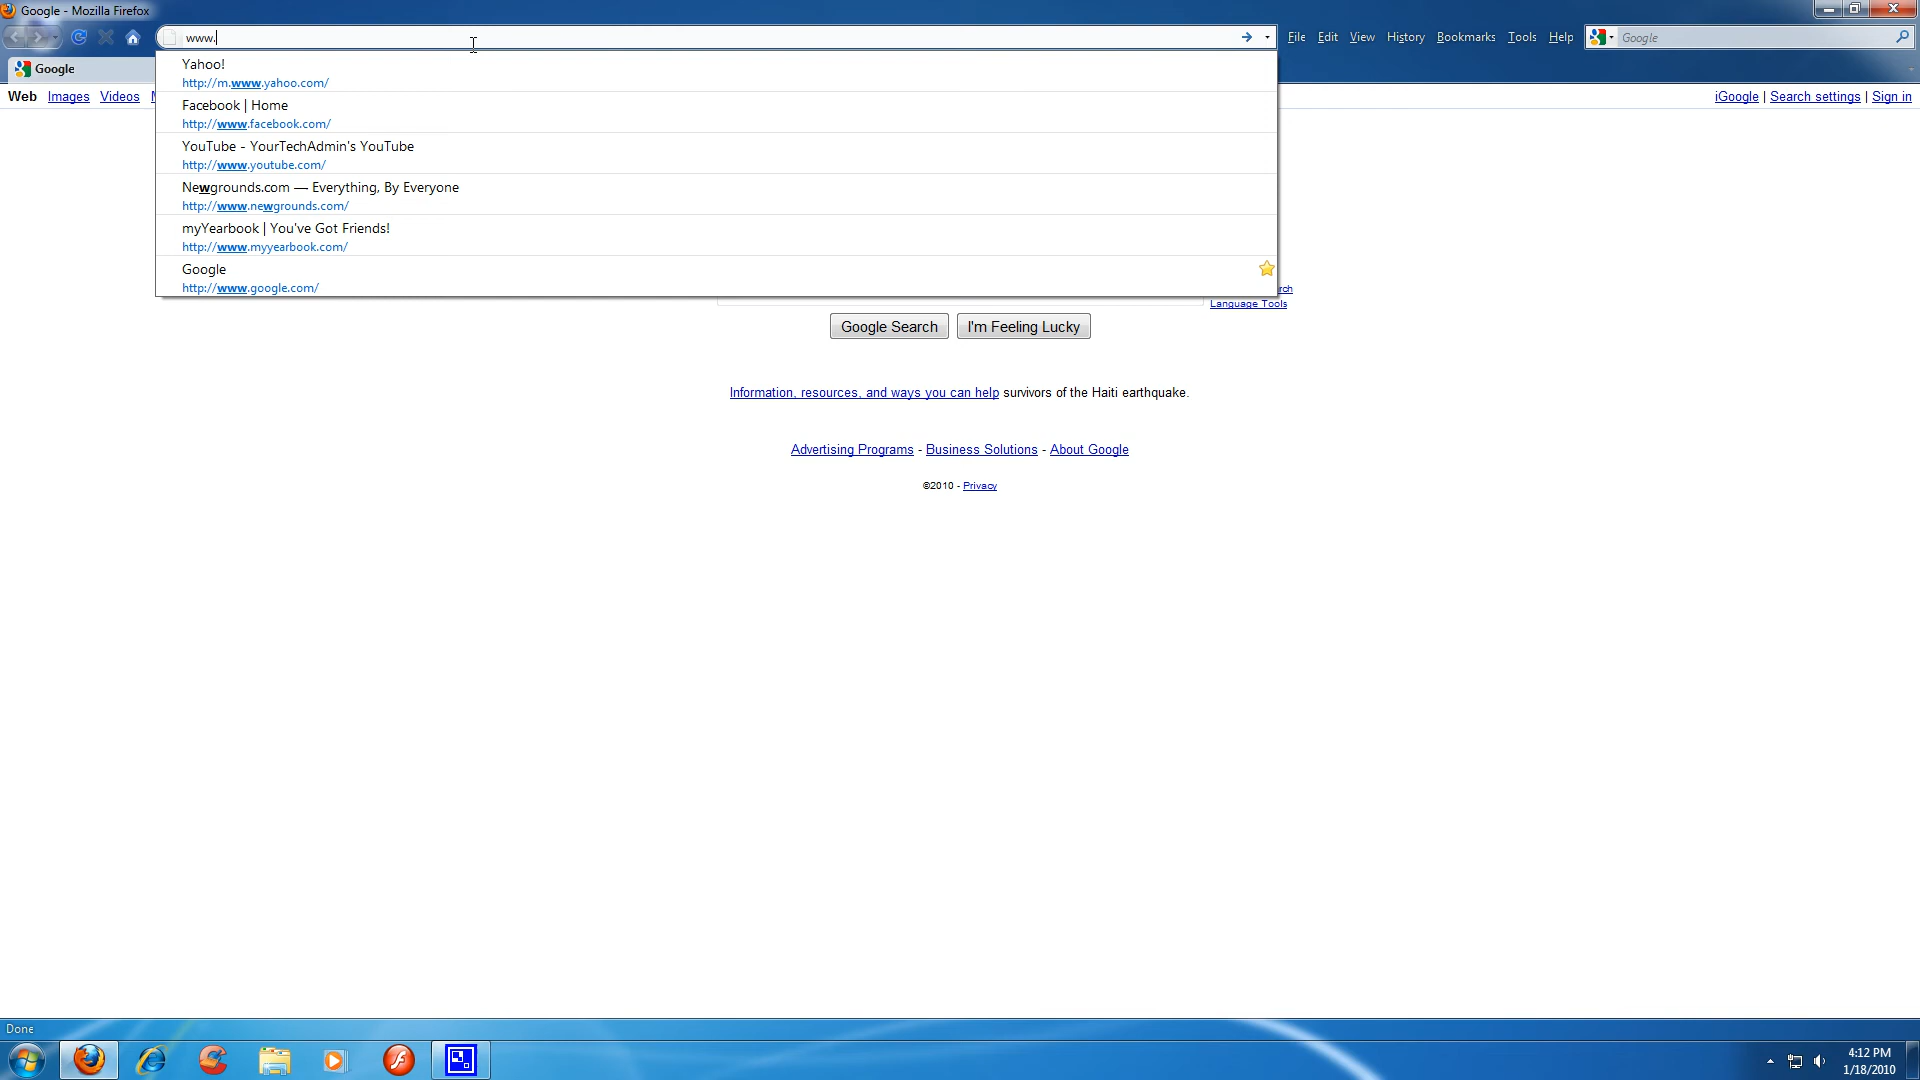 Google - Mozilla Firefox
www.
File Edit View History Bookmarks Tools Help
Google
Google
Yahoo!
http://m.www.yahoo.com/
Facebook | Home
http://www.facebook.com/
YouTube - YourTechAdmin's YouTube
http://www.youtube.com/
Newgrounds.com — Everything, By Everyone
http://www.newgrounds.com/
myYearbook | You've Got Friends!
http://www.myyearbook.com/
Google
http://www.google.com/
Web Images Videos
iGoogle | Search settings | Sign in
Language Tools
Google Search I'm Feeling Lucky
Information, resources, and ways you can help survivors of the Haiti earthquake.
Advertising Programs - Business Solutions - About Google
©2010 - Privacy
Done
4:12 PM
1/18/2010